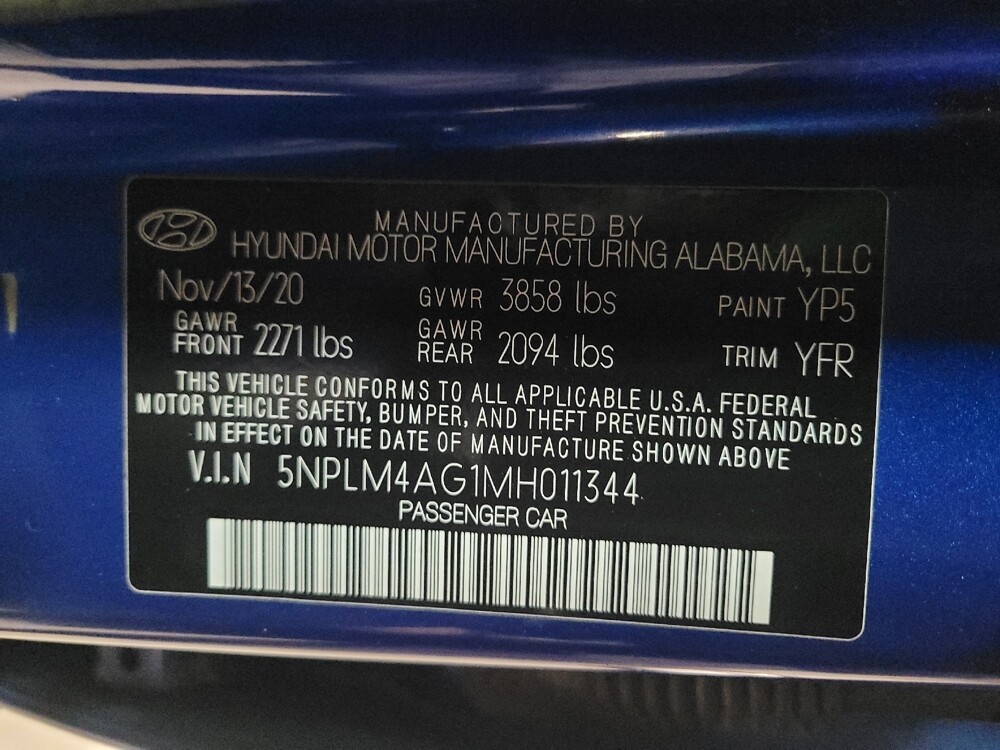 MANUFACTURED BY
HYUNDAI MOTOR MANUFACTURING ALABAMA, LLC
Nov/13/20 GVWR 3858 lbs PAINT YP5
GAWR FRONT 2271 lbs GAWR REAR 2094 lbs TRIM YFR
THIS VEHICLE CONFORMS TO ALL APPLICABLE U.S.A. FEDERAL
MOTOR VEHICLE SAFETY, BUMPER, AND THEFT PREVENTION STANDARDS
IN EFFECT ON THE DATE OF MANUFACTURE SHOWN ABOVE
V.I.N 5NPLM4AG1MH011344
PASSENGER CAR